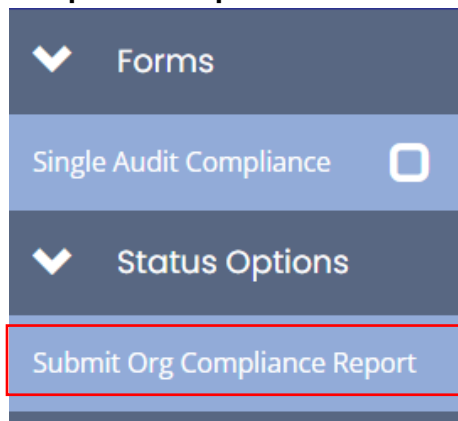 Forms
Single Audit Compliance
Status Options
Submit Org Compliance Report